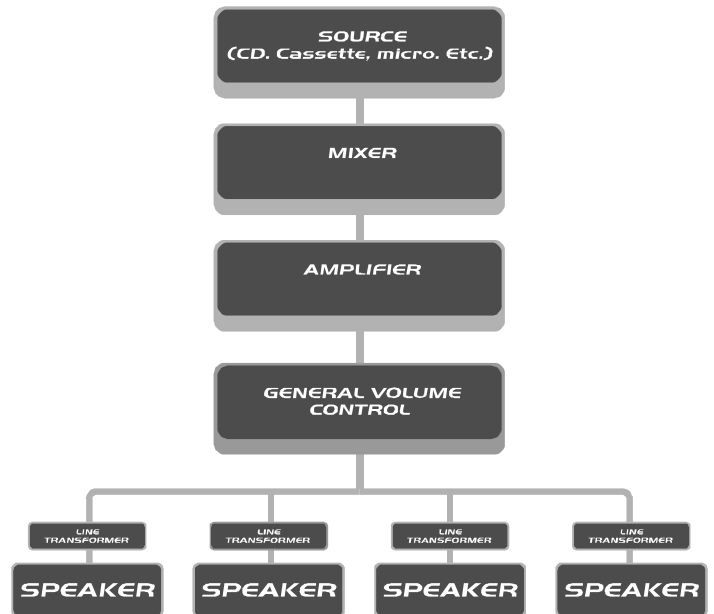 SOURCE
(CD. Cassette, micro. Etc.)
MIXER
AMPLIFIER
GENERAL VOLUME
CONTROL
LINE
TRANSFORMER
LINE
TRANSFORMER
LINE
TRANSFORMER
LINE
TRANSFORMER
SPEAKER
SPEAKER
SPEAKER
SPEAKER